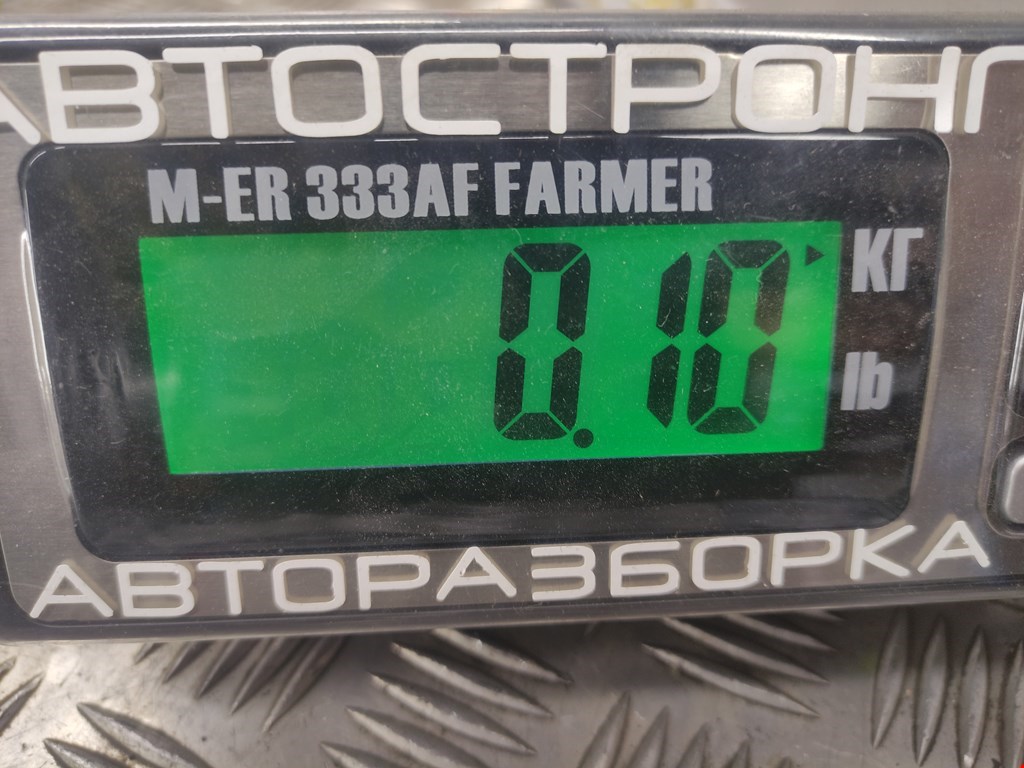 АВТОСТРОНГ
M-ER 333AF FARMER
0.10
КГ
lb
АВТОРАЗБОРКА